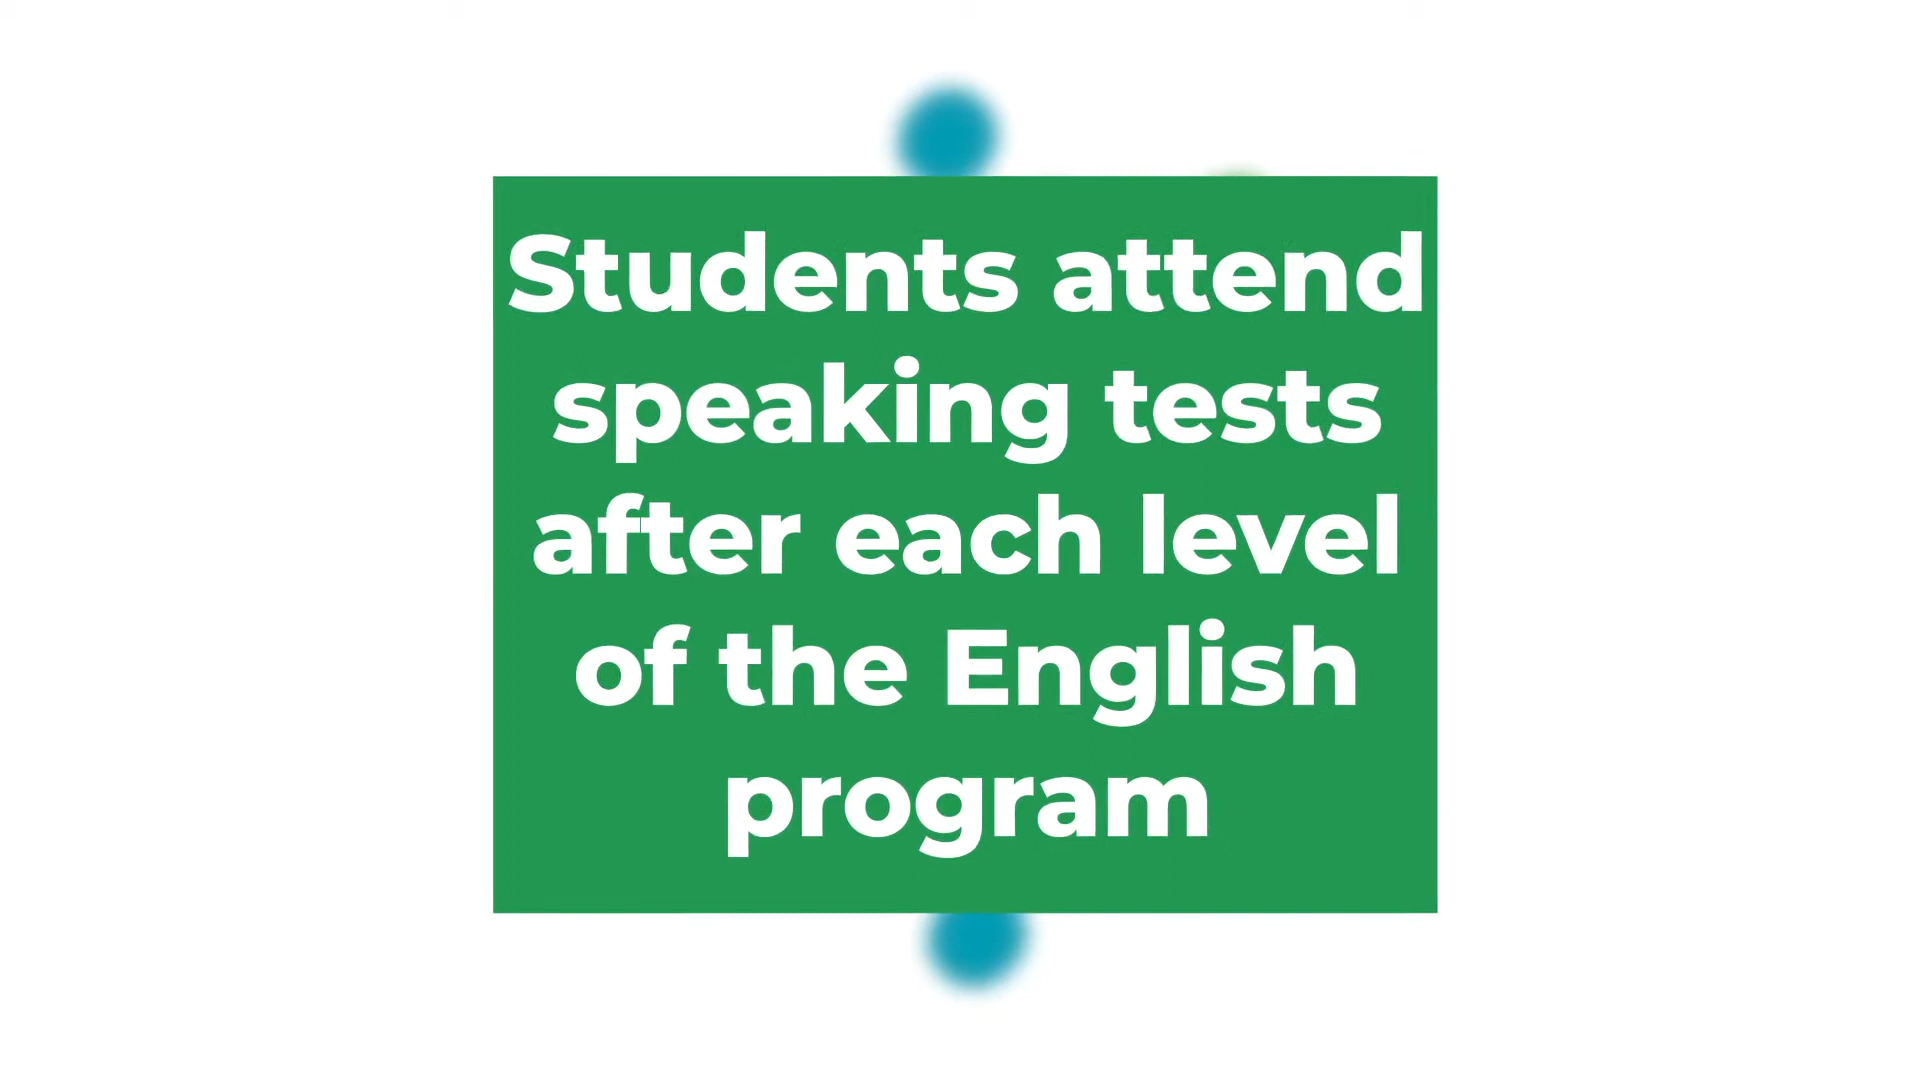 Students attend
speaking tests
after each level
of the English
program